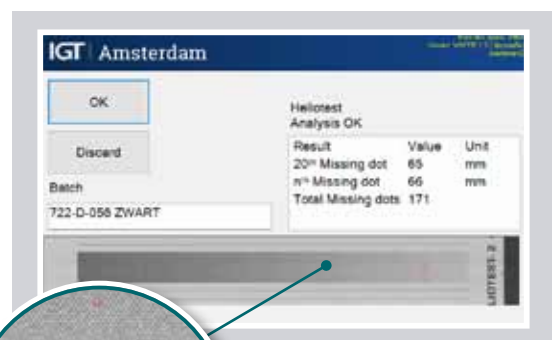 IGT Amsterdam
OK
Discard
Batch
722-D-056 ZWART
Heliotest
Analysis OK
Result Value Unit
20th Missing dot 65 mm
nth Missing dot 66 mm
Total Missing dots 171